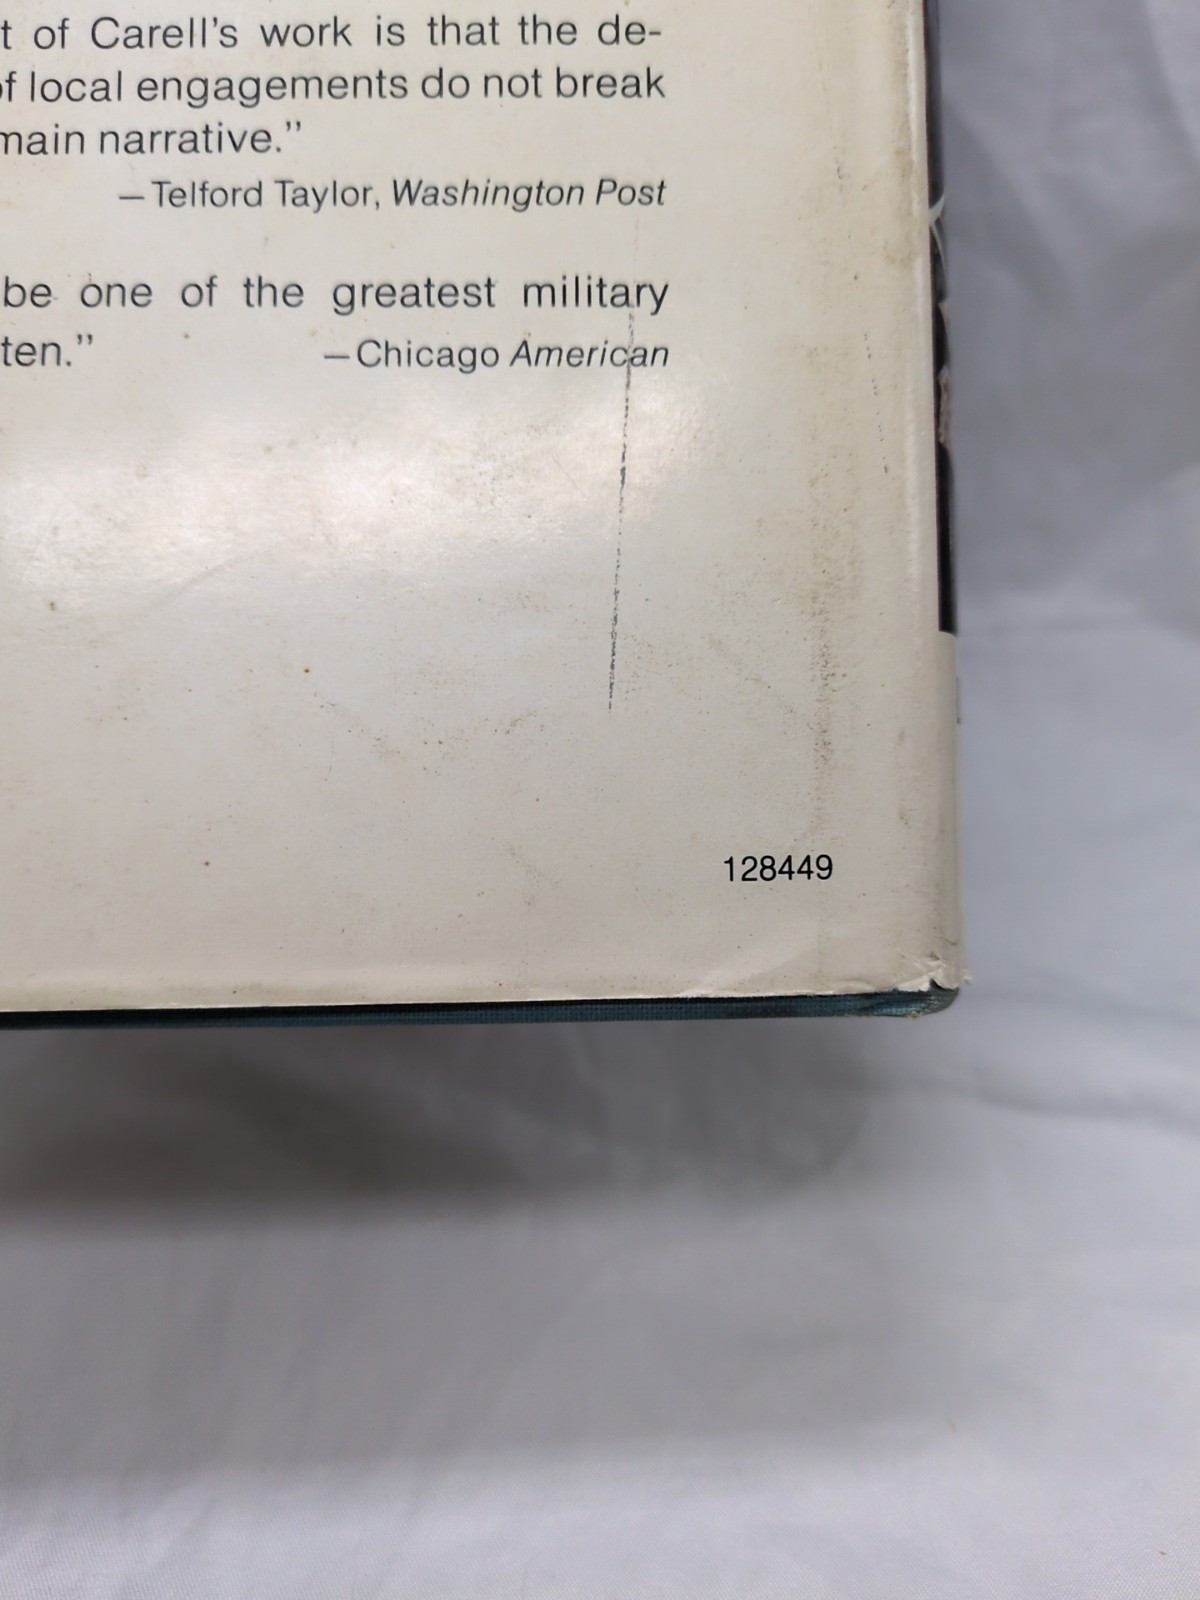 t of Carell's work is that the de-
of local engagements do not break
main narrative."
—Telford Taylor, Washington Post
be one of the greatest military
ten."
—Chicago American
128449